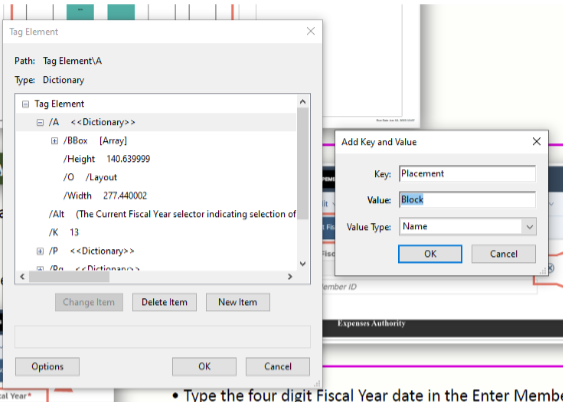 Tag Element
Path: Tag Element\A
Type: Dictionary
Tag Element
/A <<Dictionary>>
/BBox [Array]
/Height 140.639999
/O /Layout
/Width 277.440002
/Alt (The Current Fiscal Year selector indicating selection of
/K 13
/P <<Dictionary>>
/Pg <<Dictionary>>
Change Item
Delete Item
New Item
Options
OK
Cancel
Add Key and Value
Key: Placement
Value: Block
Value Type: Name
OK
Cancel
ember ID
Expenses Authority
cal Year*
• Type the four digit Fiscal Year date in the Enter Membe